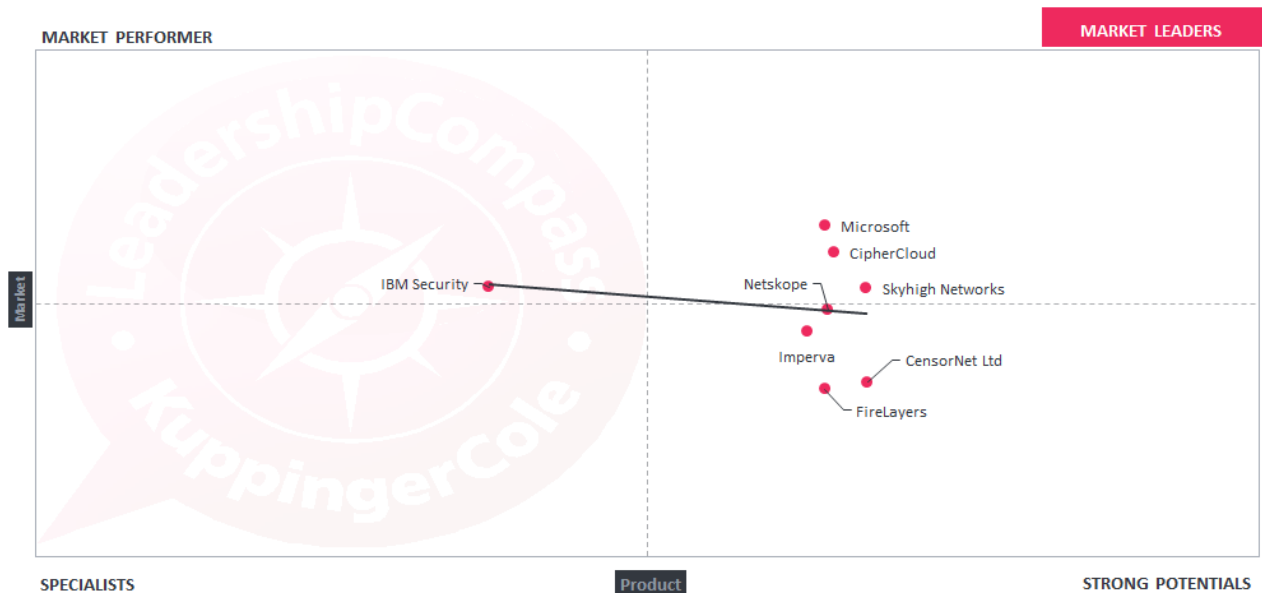 MARKET PERFORMER
MARKET LEADERS
LeadershipCompass
KuppingerCole
Microsoft
CipherCloud
IBM Security
Netskope
Skyhigh Networks
Market
Imperva
CensorNet Ltd
FireLayers
SPECIALISTS
Product
STRONG POTENTIALS